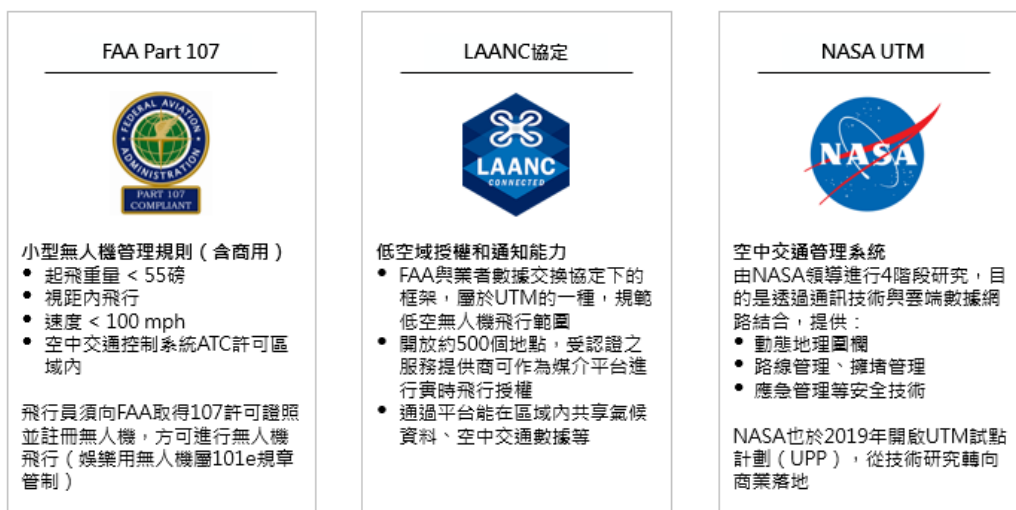 FAA Part 107
FEDERAL AVIATION
ADMINISTRATION
PART 107
COMPLIANT
小型無人機管理規則（含商用）
• 起飛重量 < 55磅
• 視距內飛行
• 速度 < 100 mph
• 空中交通控制系統ATC許可區
域內
飛行員須向FAA取得107許可證照
並註冊無人機，方可進行無人機
飛行（娛樂用無人機屬101e規章
管制）
LAANC協定
LAANC
CONNECTED
低空域授權和通知能力
• FAA與業者數據交換協定下的
框架，屬於UTM的一種，規範
低空無人機飛行範圍
• 開放約500個地點，受認證之
服務提供商可作為媒介平台進
行實時飛行授權
• 通過平台能在區域內共享氣候
資料、空中交通數據等
NASA UTM
NASA
空中交通管理系統
由NASA領導進行4階段研究，目
的是透過通訊技術與雲端數據網
路結合，提供：
• 動態地理圍欄
• 路線管理、擁堵管理
• 應急管理等安全技術
NASA也於2019年開啟UTM試點
計劃（UPP），從技術研究轉向
商業落地